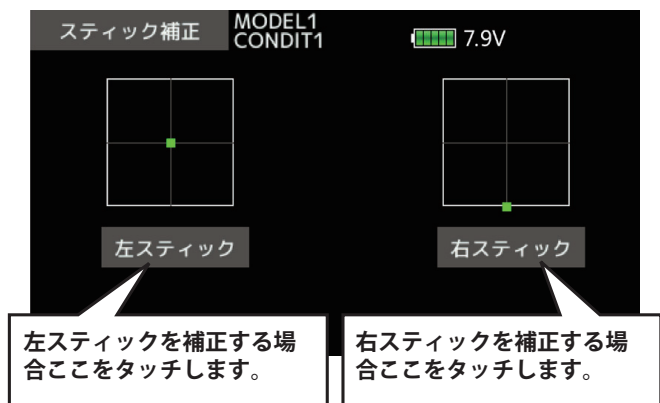 スティック補正
MODEL1
CONDIT1
7.9V
左スティック
右スティック
左スティックを補正する場
合ここをタッチします。
右スティックを補正する場
合ここをタッチします。